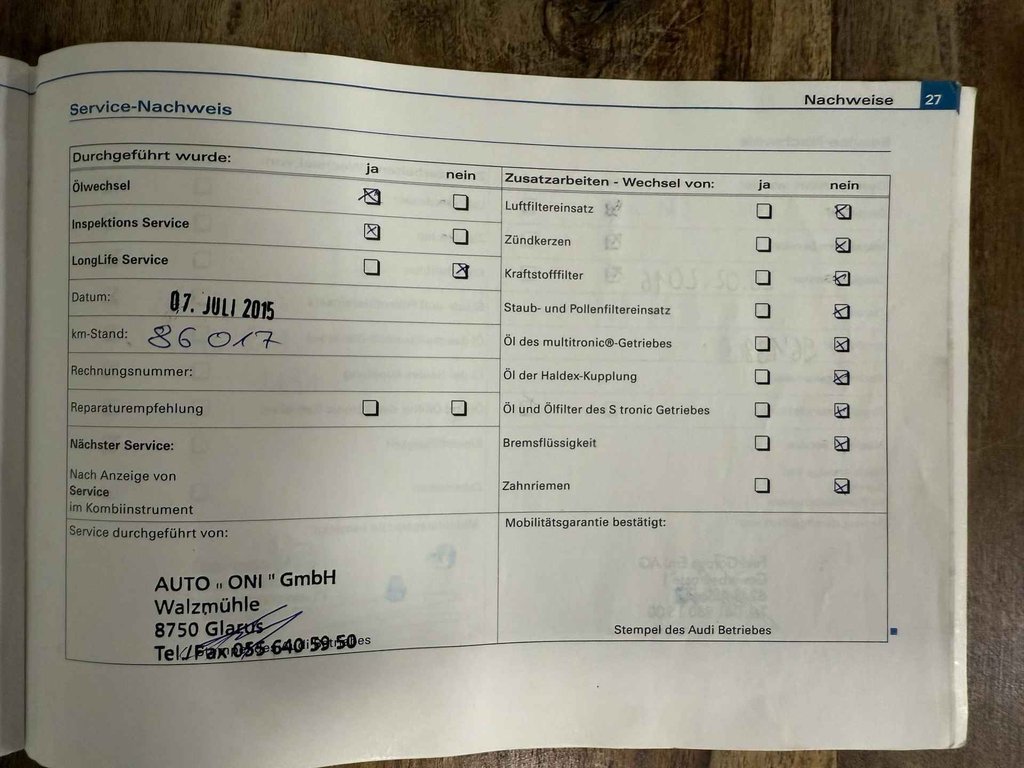 Nachweise 27
Service-Nachweis
Durchgeführt wurde: ja nein
Ölwechsel
Inspektions Service
LongLife Service
Datum: 07. JULI 2015
km-Stand: 86017
Rechnungsnummer:
Reparaturempfehlung
Nächster Service:
Nach Anzeige von
Service
im Kombiinstrument
Service durchgeführt von:
AUTO „ ONI " GmbH
Walzmühle
8750 Glarus
Tel./Fax 055 640 59 50
Zusatzarbeiten - Wechsel von: ja nein
Luftfiltereinsatz
Zündkerzen
Kraftstofffilter
Staub- und Pollenfiltereinsatz
Öl des multitronic®-Getriebes
Öl der Haldex-Kupplung
Öl und Ölfilter des S tronic Getriebes
Bremsflüssigkeit
Zahnriemen
Mobilitätsgarantie bestätigt:
Stempel des Audi Betriebes